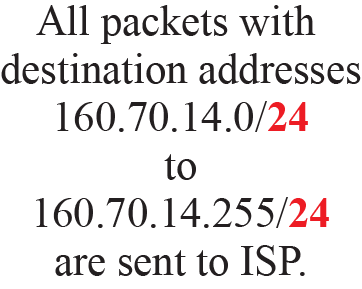 All packets with
destination addresses
160.70.14.0/24
to
160.70.14.255/24
are sent to ISP.